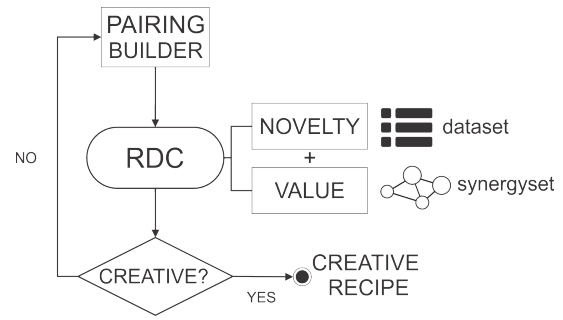 PAIRING
BUILDER
NOVELTY
dataset
NO
RDC
+
VALUE
synergyset
CREATIVE?
YES
CREATIVE
RECIPE